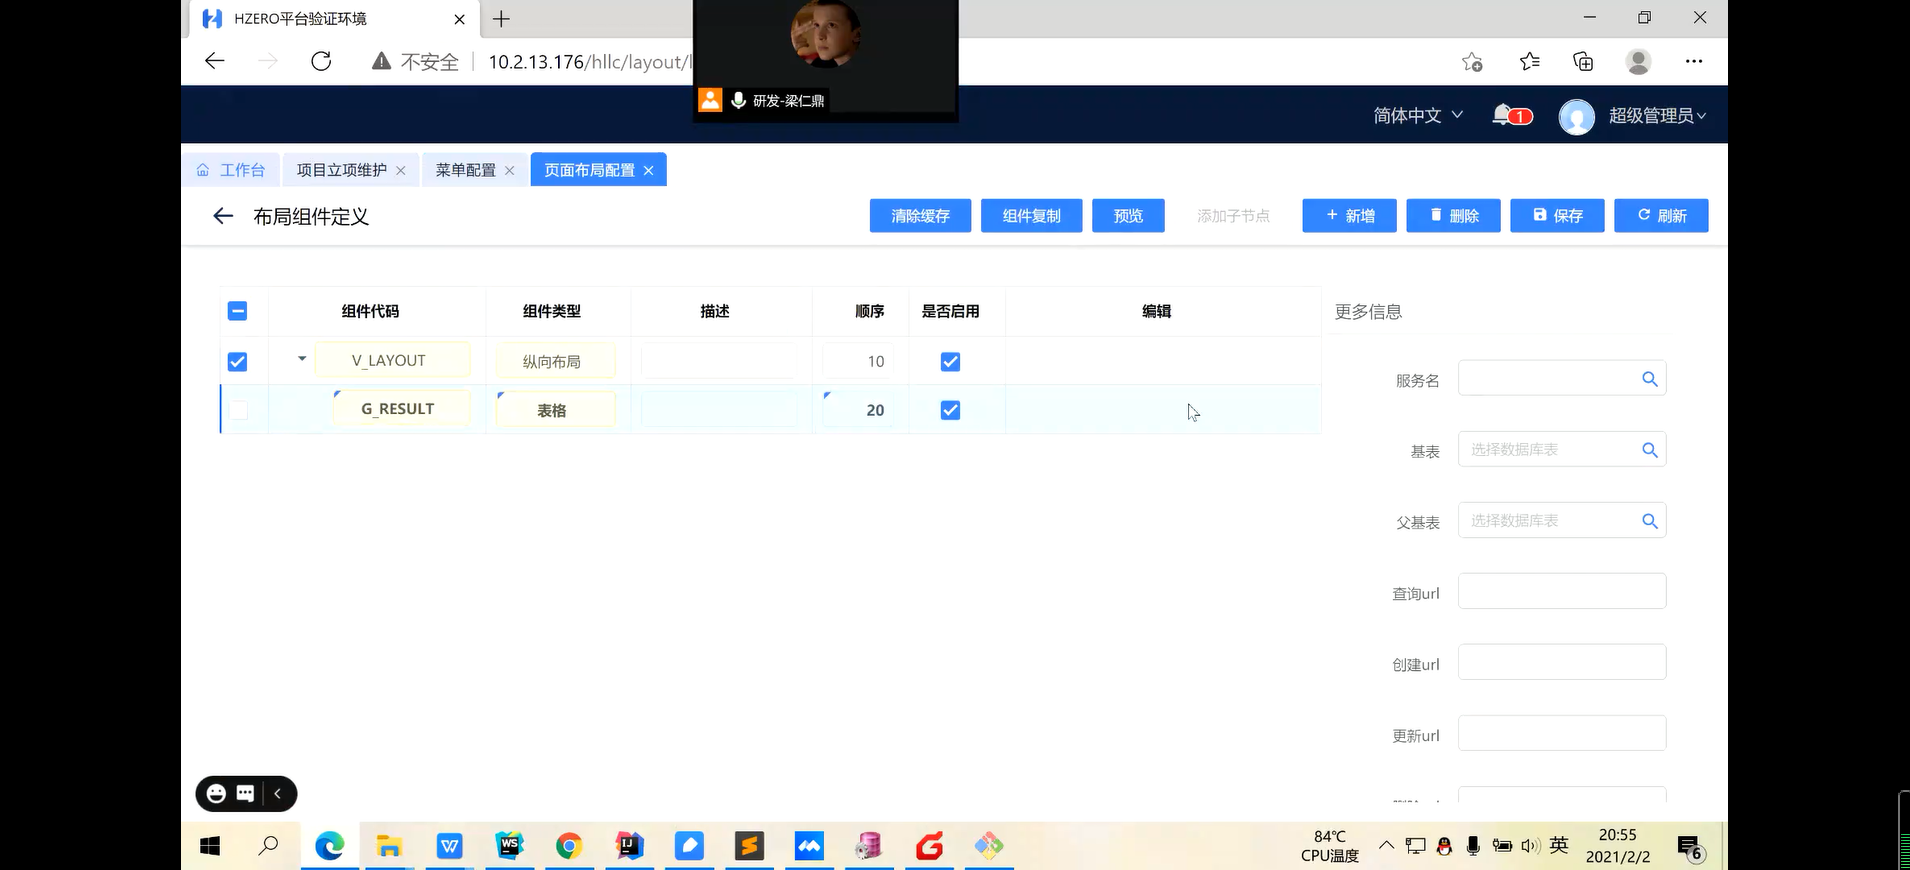 HZERO平台验证环境
不安全
10.2.13.176/hllc/layout/l
研发-梁仁鼎
简体中文
1
超级管理员
工作台
项目立项维护
菜单配置
页面布局配置
布局组件定义
清除缓存
组件复制
预览
添加子节点
+ 新增
删除
保存
刷新
组件代码
组件类型
描述
顺序
是否启用
编辑
更多信息
V_LAYOUT
纵向布局
10
G_RESULT
表格
20
服务名
基表
选择数据库表
父基表
选择数据库表
查询url
创建url
更新url
W
WS
IJ
84℃
CPU温度
英
20:55
2021/2/2
6